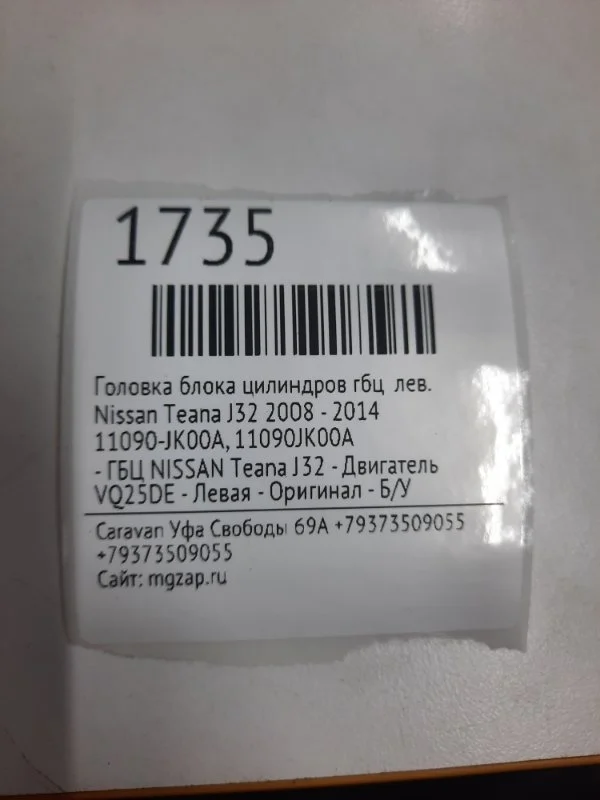 1735
Головка блока цилиндров гбц лев.
Nissan Teana J32 2008 - 2014
11090-JK00A, 11090JK00A
- ГБЦ NISSAN Teana J32 - Двигатель
VQ25DE - Левая - Оригинал - Б/У
Caravan Уфа Свободы 69А +79373509055
+79373509055
Сайт: mgzap.ru